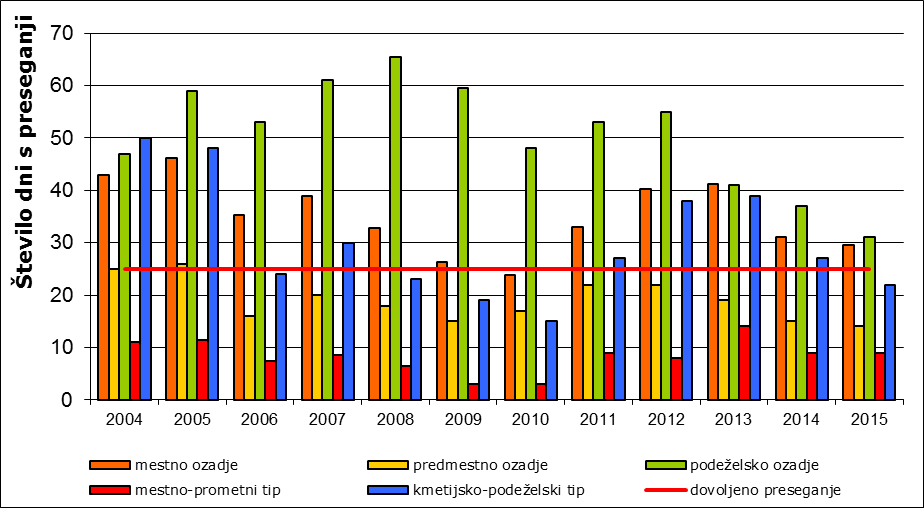 Število dni s preseganji
70
60
50
40
30
20
10
0
2004 2005 2006 2007 2008 2009 2010 2011 2012 2013 2014 2015
mestno ozadje predmestno ozadje podeželsko ozadje
mestno-prometni tip kmetijsko-podeželski tip dovoljeno preseganje